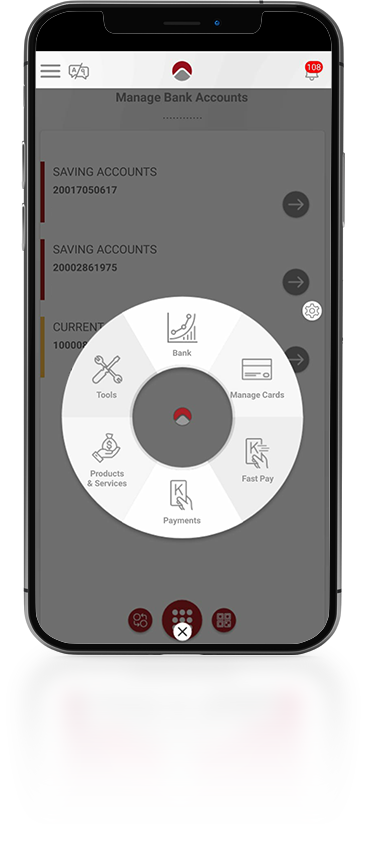 108
Manage Bank Accounts
SAVING ACCOUNTS
20017050617
SAVING ACCOUNTS
20002861975
CURRENT
10000
Bank
Tools
Manage Cards
Products
& Services
Fast Pay
Payments